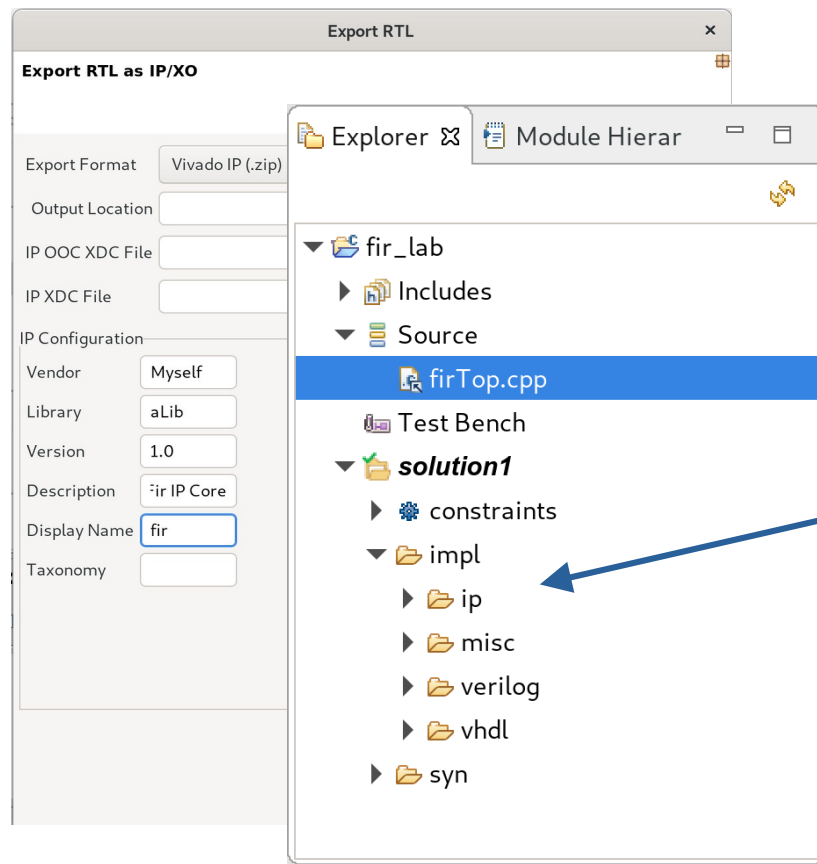 Export RTL
Export RTL as IP/XO
Export Format
Vivado IP (.zip)
Output Location
IP OOC XDC File
IP XDC File
IP Configuration
Vendor
Myself
Library
aLib
Version
1.0
Description
ir IP Core
Display Name
fir
Taxonomy
Explorer
Module Hierar
fir_lab
Includes
Source
firTop.cpp
Test Bench
solution1
constraints
impl
ip
misc
verilog
vhdl
syn